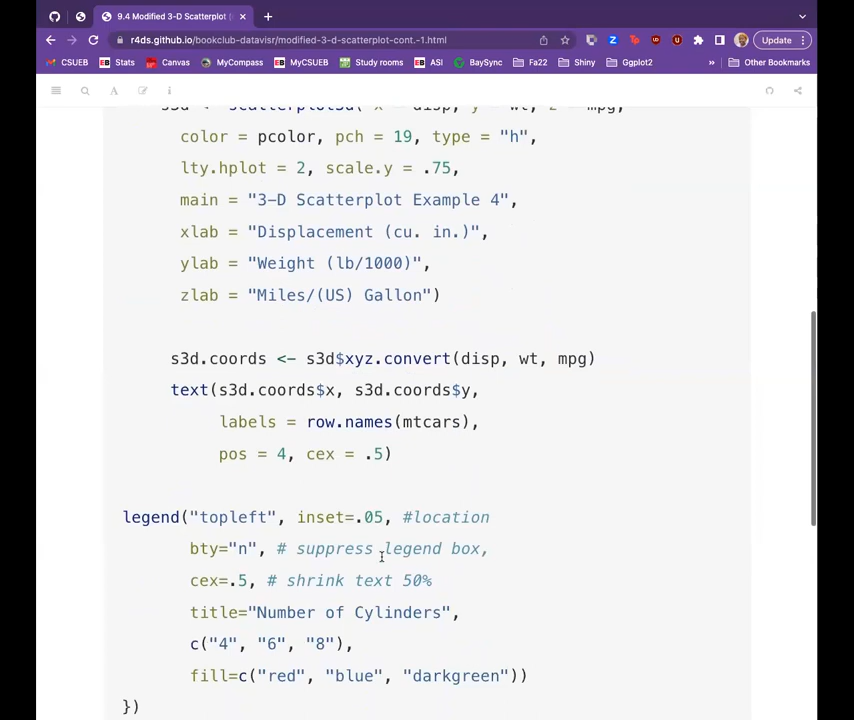 9.4 Modified 3-D Scatterplot
Update
r4ds.github.io/bookclub-datavisr/modified-3-d-scatterplot-cont.-1.html
CSUEB Stats Canvas MyCompass MyCSUEB Study rooms ASI BaySync Fa22 Shiny Ggplot2 » Other Bookmarks
s3d <- scatterplot3d( x = disp, y = wt, z = mpg,
color = pcolor, pch = 19, type = "h",
lty.hplot = 2, scale.y = .75,
main = "3-D Scatterplot Example 4",
xlab = "Displacement (cu. in.)",
ylab = "Weight (lb/1000)",
zlab = "Miles/(US) Gallon")
s3d.coords <- s3d$xyz.convert(disp, wt, mpg)
text(s3d.coords$x, s3d.coords$y,
labels = row.names(mtcars),
pos = 4, cex = .5)
legend("topleft", inset=.05, #location
bty="n", # suppress legend box,
cex=.5, # shrink text 50%
title="Number of Cylinders",
c("4", "6", "8"),
fill=c("red", "blue", "darkgreen"))
})